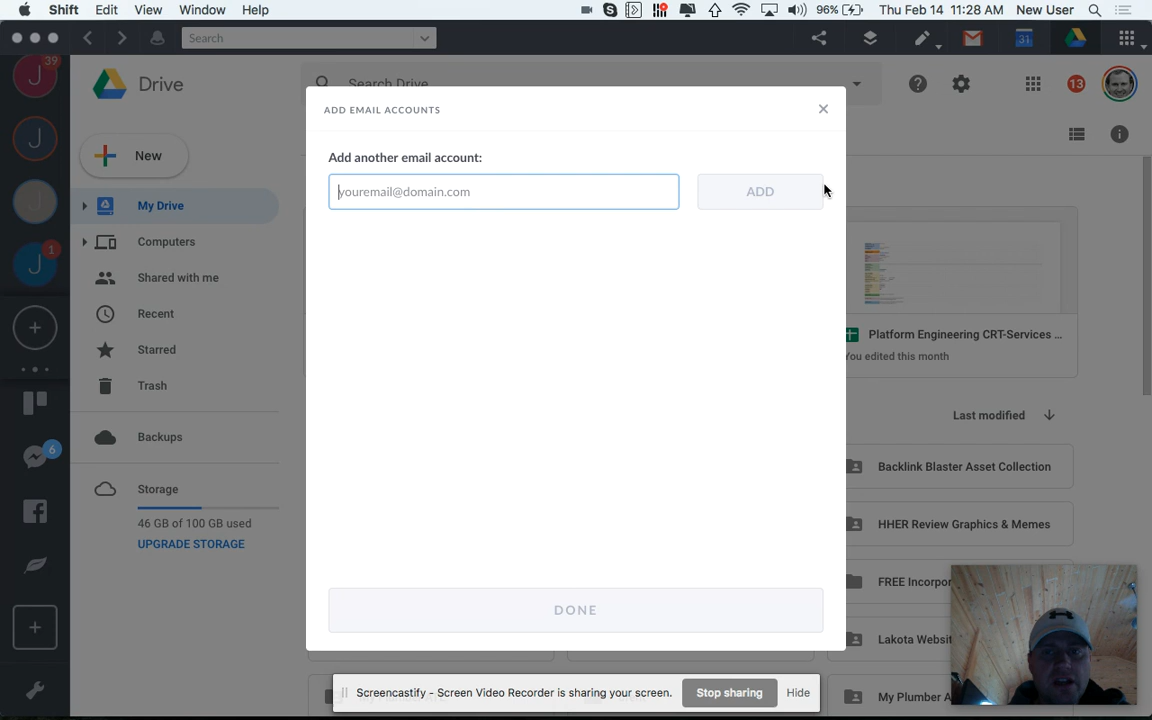 Shift Edit View Window Help 96% Thu Feb 14 11:28 AM New User
Search 31
39
J
J
J
J 1
6
Drive
Search Drive
13
New
My Drive
Computers
Shared with me
Recent
Starred
Trash
Backups
Storage
46 GB of 100 GB used
UPGRADE STORAGE
ADD EMAIL ACCOUNTS
Add another email account:
youremail@domain.com ADD
DONE
Platform Engineering CRT-Services ...
You edited this month
Last modified
Backlink Blaster Asset Collection
HHER Review Graphics & Memes
FREE Incorpor
Lakota Websit
My Plumber A
Screencastify - Screen Video Recorder is sharing your screen. Stop sharing Hide